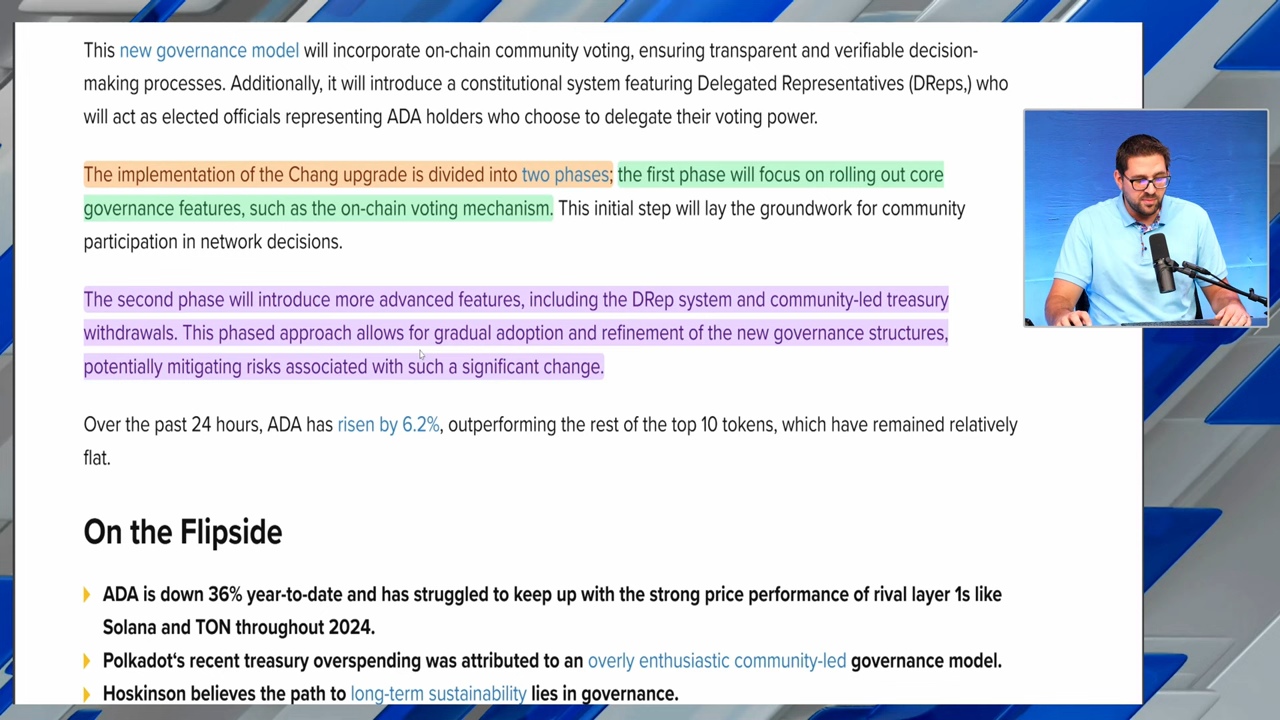 This new governance model will incorporate on-chain community voting, ensuring transparent and verifiable decision-
making processes. Additionally, it will introduce a constitutional system featuring Delegated Representatives (DReps,) who
will act as elected officials representing ADA holders who choose to delegate their voting power.
The implementation of the Chang upgrade is divided into two phases; the first phase will focus on rolling out core
governance features, such as the on-chain voting mechanism. This initial step will lay the groundwork for community
participation in network decisions.
The second phase will introduce more advanced features, including the DRep system and community-led treasury
withdrawals. This phased approach allows for gradual adoption and refinement of the new governance structures,
potentially mitigating risks associated with such a significant change.
Over the past 24 hours, ADA has risen by 6.2%, outperforming the rest of the top 10 tokens, which have remained relatively
flat.
On the Flipside
ADA is down 36% year-to-date and has struggled to keep up with the strong price performance of rival layer 1s like
Solana and TON throughout 2024.
Polkadot‘s recent treasury overspending was attributed to an overly enthusiastic community-led governance model.
Hoskinson believes the path to long-term sustainability lies in governance.